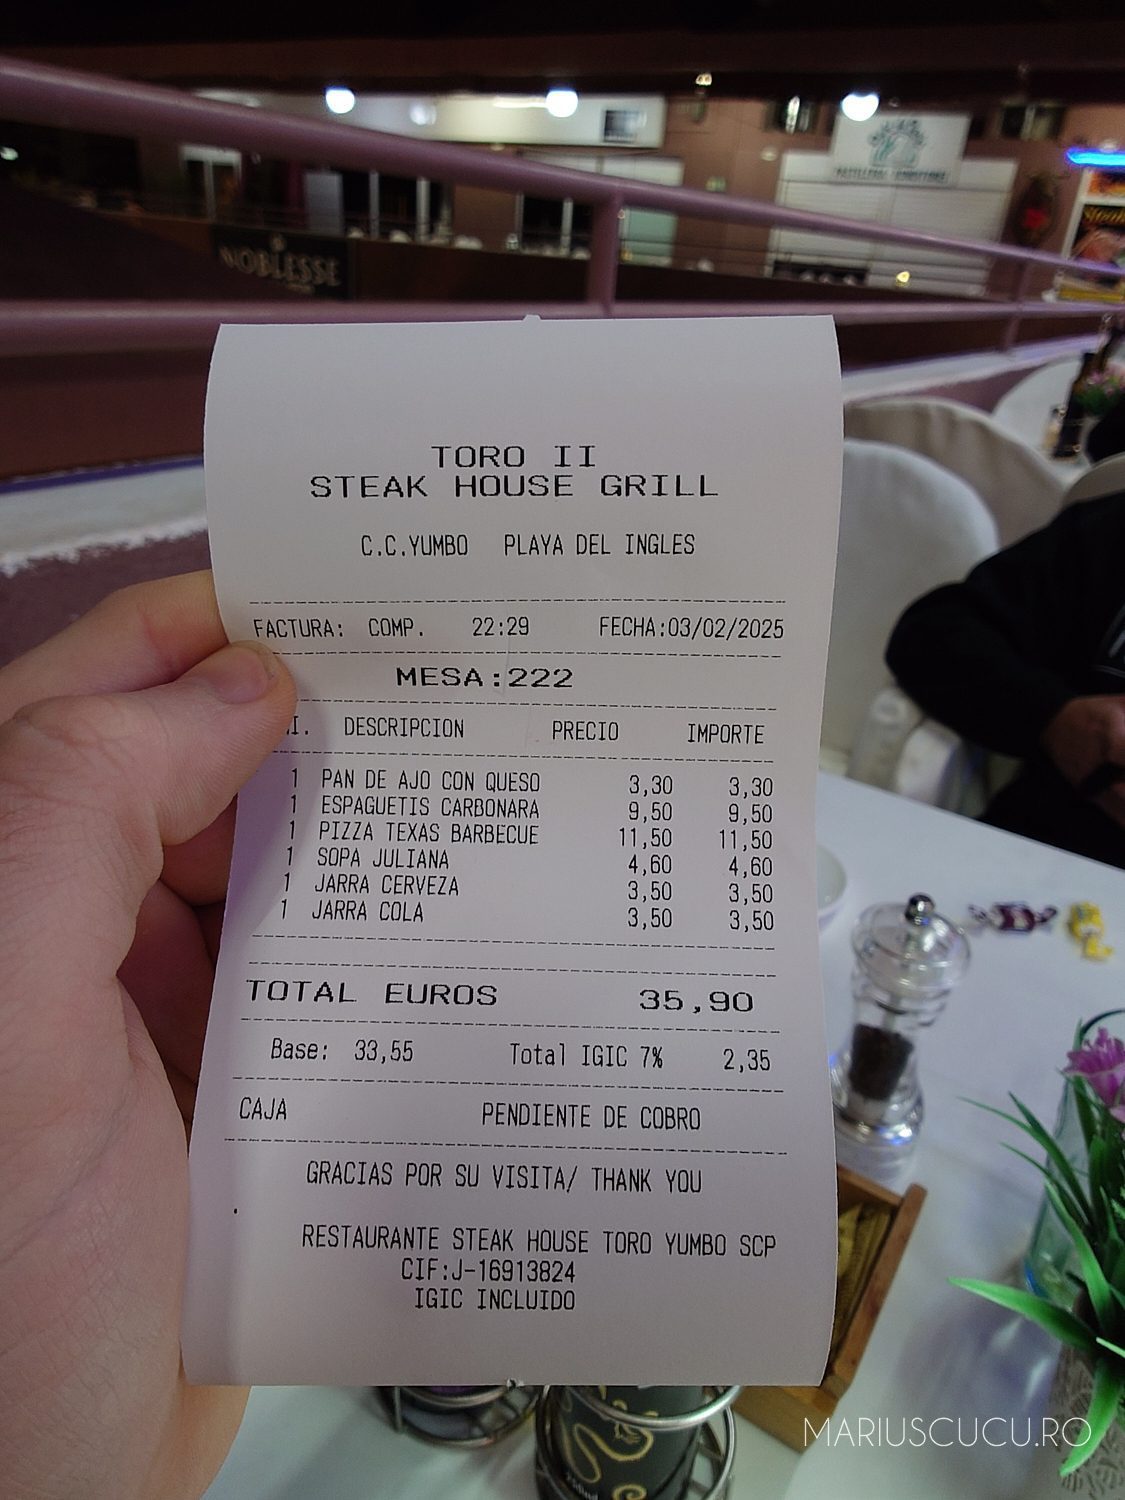 NOBLESSE
TORO II
STEAK HOUSE GRILL
C.C.YUMBO PLAYA DEL INGLES
FACTURA: COMP. 22:29 FECHA:03/02/2025
MESA:222
I. DESCRIPCION PRECIO IMPORTE
1 PAN DE AJO CON QUESO 3,30 3,30
1 ESPAGUETIS CARBONARA 9,50 9,50
1 PIZZA TEXAS BARBECUE 11,50 11,50
1 SOPA JULIANA 4,60 4,60
1 JARRA CERVEZA 3,50 3,50
1 JARRA COLA 3,50 3,50
TOTAL EUROS 35,90
Base: 33,55 Total IGIC 7% 2,35
CAJA PENDIENTE DE COBRO
GRACIAS POR SU VISITA/ THANK YOU
RESTAURANTE STEAK HOUSE TORO YUMBO SCP
CIF:J-16913824
IGIC INCLUIDO
MARIUSCUCU.RO